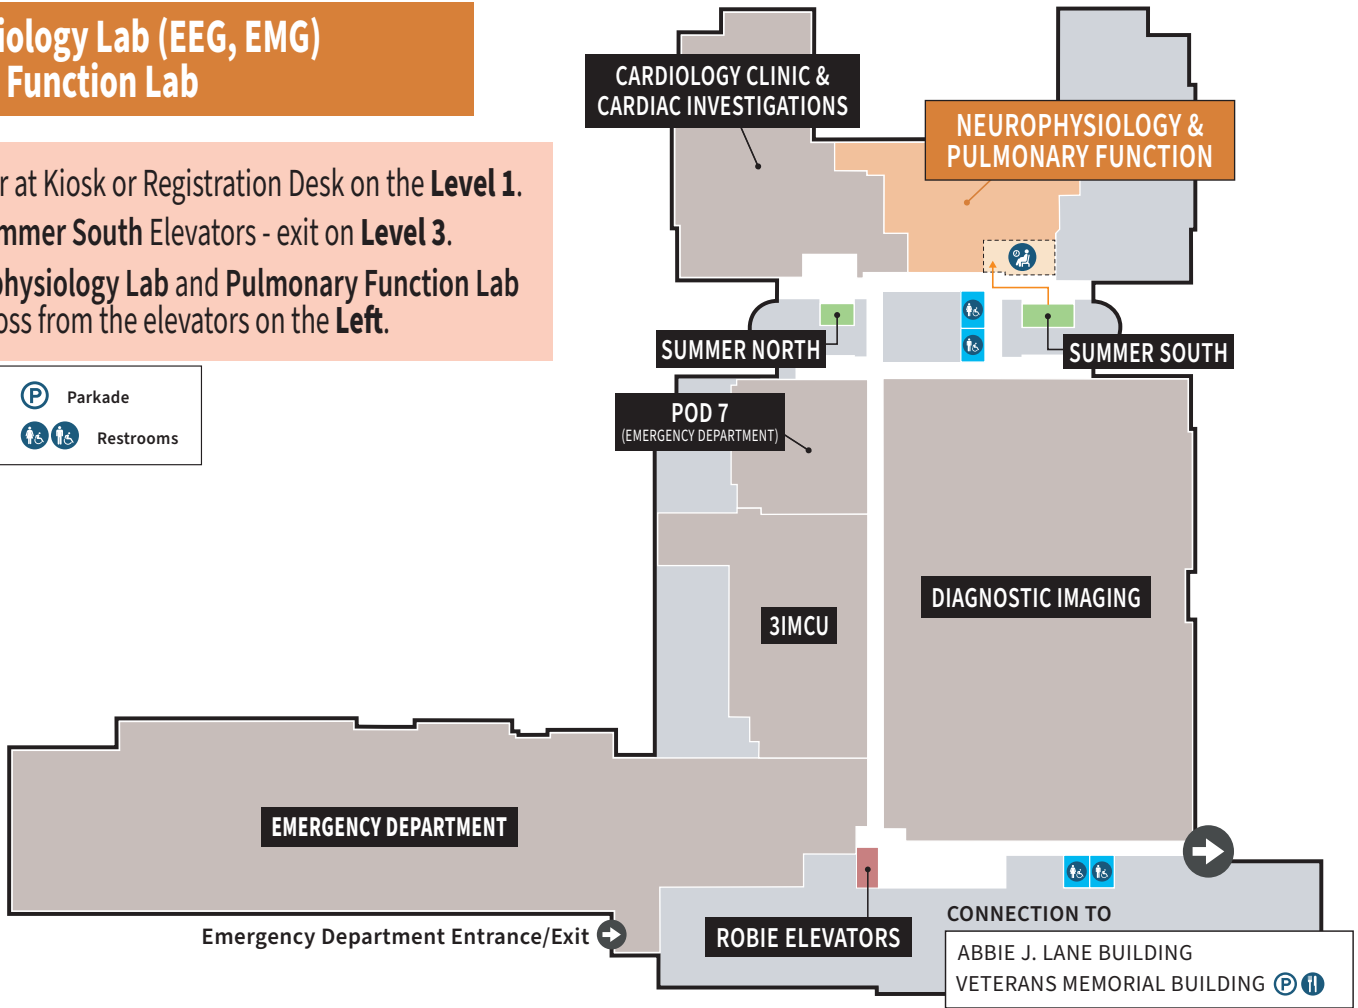 iology Lab (EEG, EMG)
Function Lab
r at Kiosk or Registration Desk on the Level 1.
mmer South Elevators - exit on Level 3.
physiology Lab and Pulmonary Function Lab
oss from the elevators on the Left.
P Parkade
Restrooms
CARDIOLOGY CLINIC &
CARDIAC INVESTIGATIONS
NEUROPHYSIOLOGY &
PULMONARY FUNCTION
SUMMER NORTH
SUMMER SOUTH
POD 7
(EMERGENCY DEPARTMENT)
DIAGNOSTIC IMAGING
3IMCU
EMERGENCY DEPARTMENT
Emergency Department Entrance/Exit
ROBIE ELEVATORS
CONNECTION TO
ABBIE J. LANE BUILDING
VETERANS MEMORIAL BUILDING P